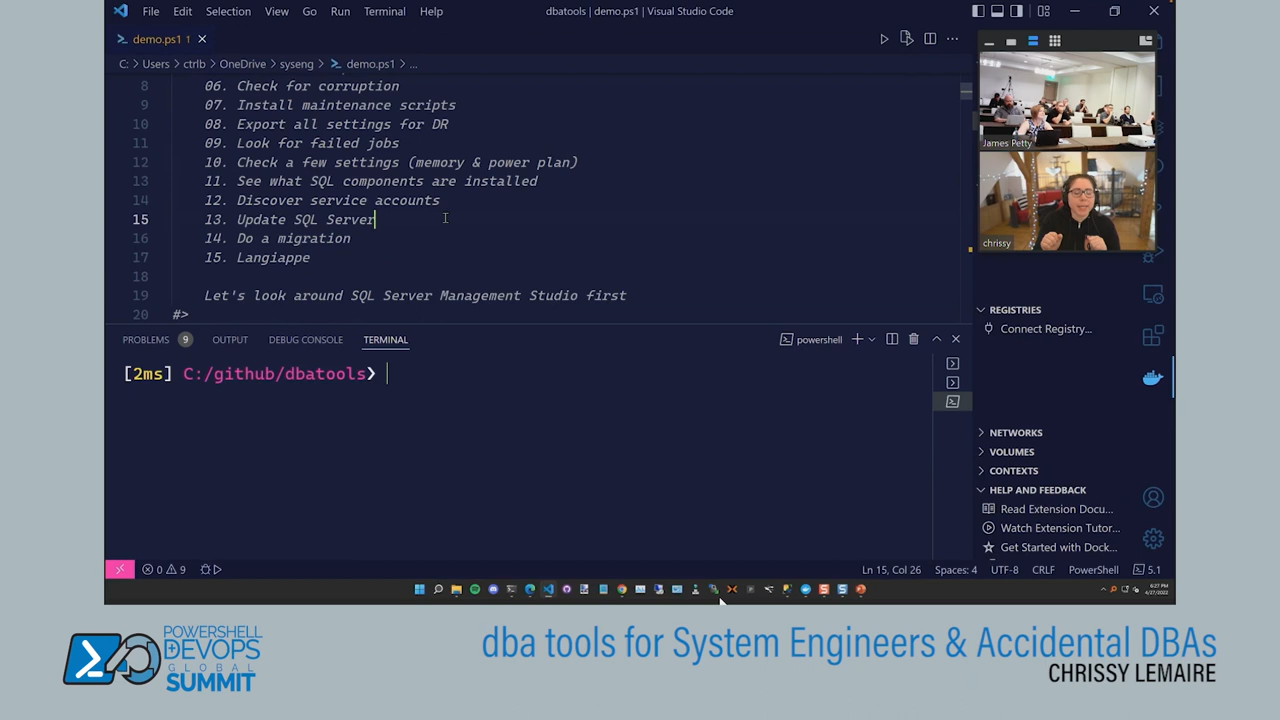 File Edit Selection View Go Run Terminal Help
dbatools | demo.ps1 | Visual Studio Code
demo.ps1 1
C: > Users > ctrlb > OneDrive > syseng > demo.ps1 > ...
8 06. Check for corruption
9 07. Install maintenance scripts
10 08. Export all settings for DR
11 09. Look for failed jobs
12 10. Check a few settings (memory & power plan)
13 11. See what SQL components are installed
14 12. Discover service accounts
15 13. Update SQL Server
16 14. Do a migration
17 15. Langiappe
18
19 Let's look around SQL Server Management Studio first
20 #>
PROBLEMS 9 OUTPUT DEBUG CONSOLE TERMINAL
powershell
[2ms] C:/github/dbatools❯
James Petty
chrissy
REGISTRIES
Connect Registry...
NETWORKS
VOLUMES
CONTEXTS
HELP AND FEEDBACK
Read Extension Docu...
Watch Extension Tutor...
Get Started with Dock...
0 9
Ln 15, Col 26 Spaces: 4 UTF-8 CRLF PowerShell 5.1
6:27 PM
4/27/2022
POWERSHELL
DEVOPS
GLOBAL
SUMMIT
dba tools for System Engineers & Accidental DBAs
CHRISSY LEMAIRE